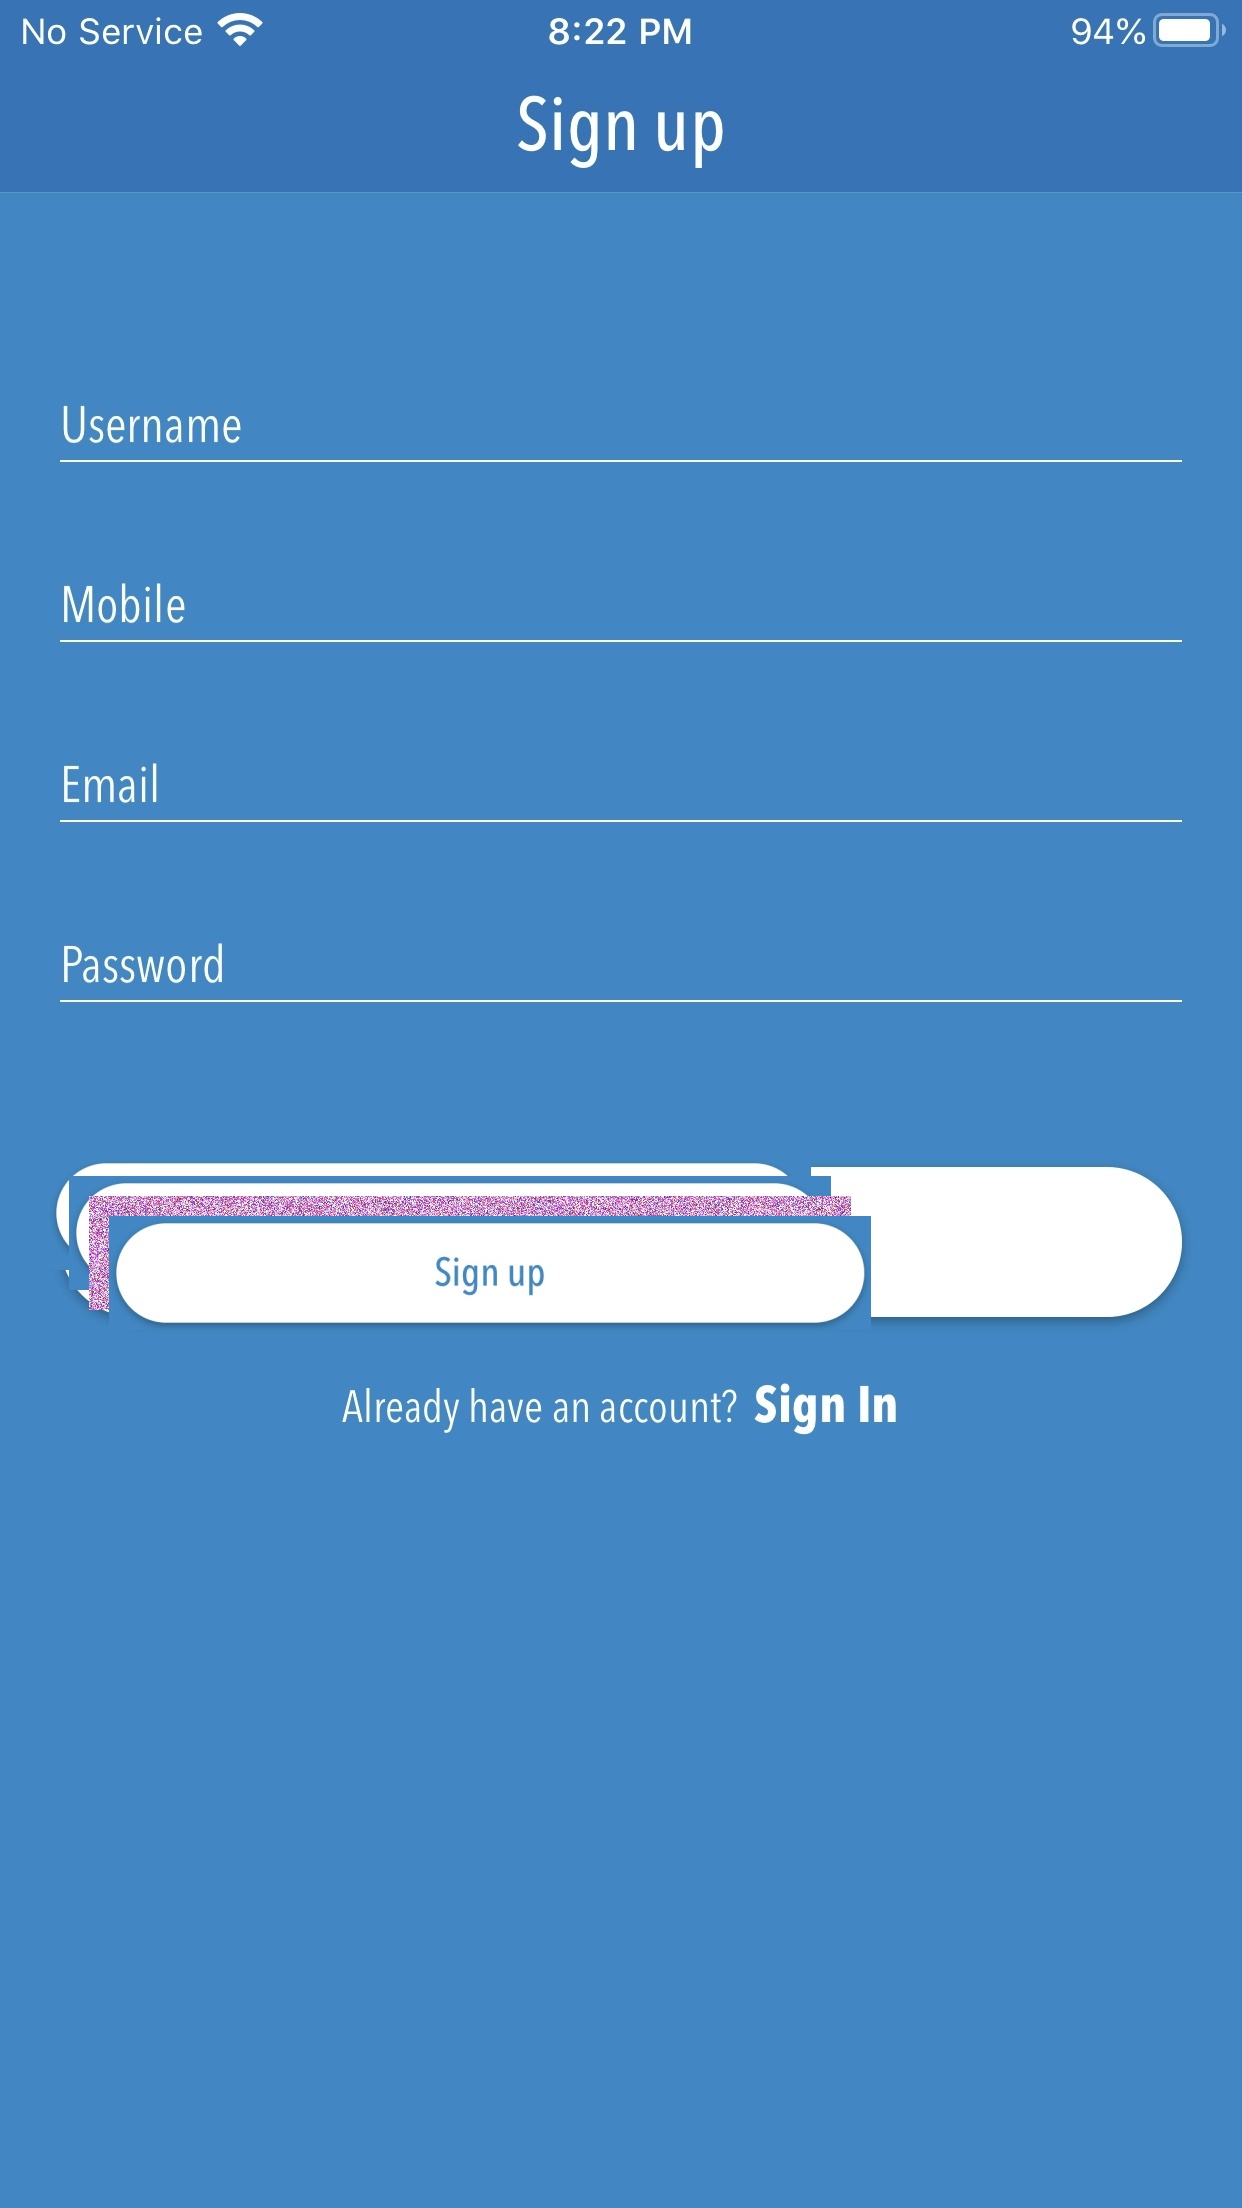 No Service 8:22 PM 94%
Sign up
Username
Mobile
Email
Password
Sign up
Already have an account? Sign In